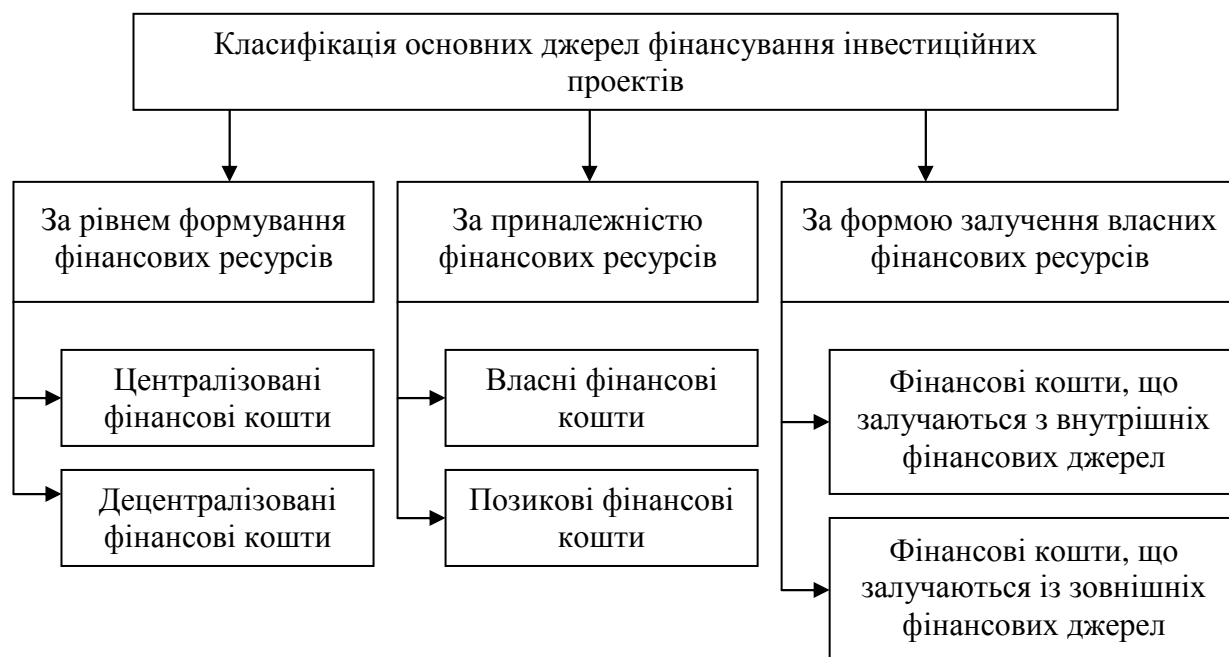 Класифікація основних джерел фінансування інвестиційних
проектів
За рівнем формування
фінансових ресурсів
За приналежністю
фінансових ресурсів
За формою залучення власних
фінансових ресурсів
Централізовані
фінансові кошти
Децентралізовані
фінансові кошти
Власні фінансові
кошти
Позикові фінансові
кошти
Фінансові кошти, що
залучаються з внутрішніх
фінансових джерел
Фінансові кошти, що
залучаються із зовнішніх
фінансових джерел